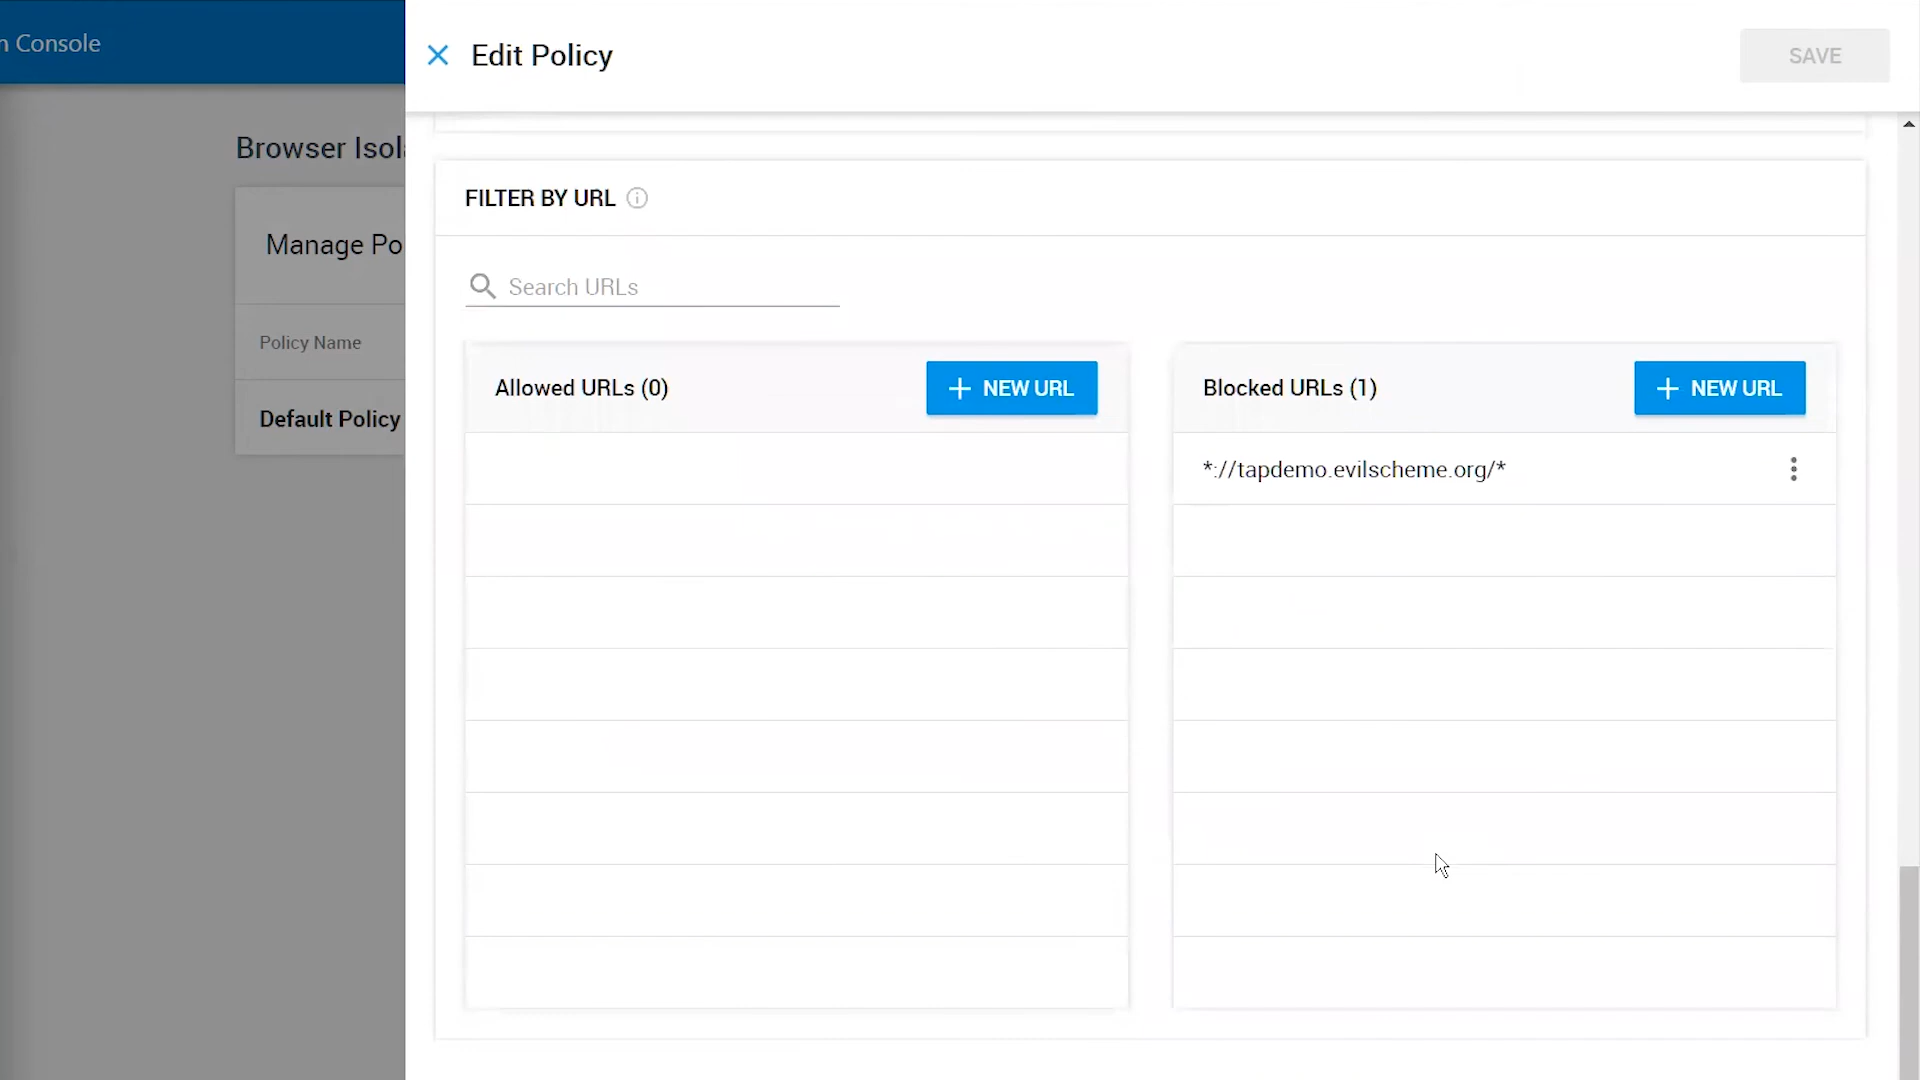 n Console
Edit Policy
SAVE
Browser Isol
Manage Po
Policy Name
Default Policy
FILTER BY URL
Search URLs
Allowed URLs (0)
NEW URL
Blocked URLs (1)
NEW URL
*://tapdemo.evilscheme.org/*